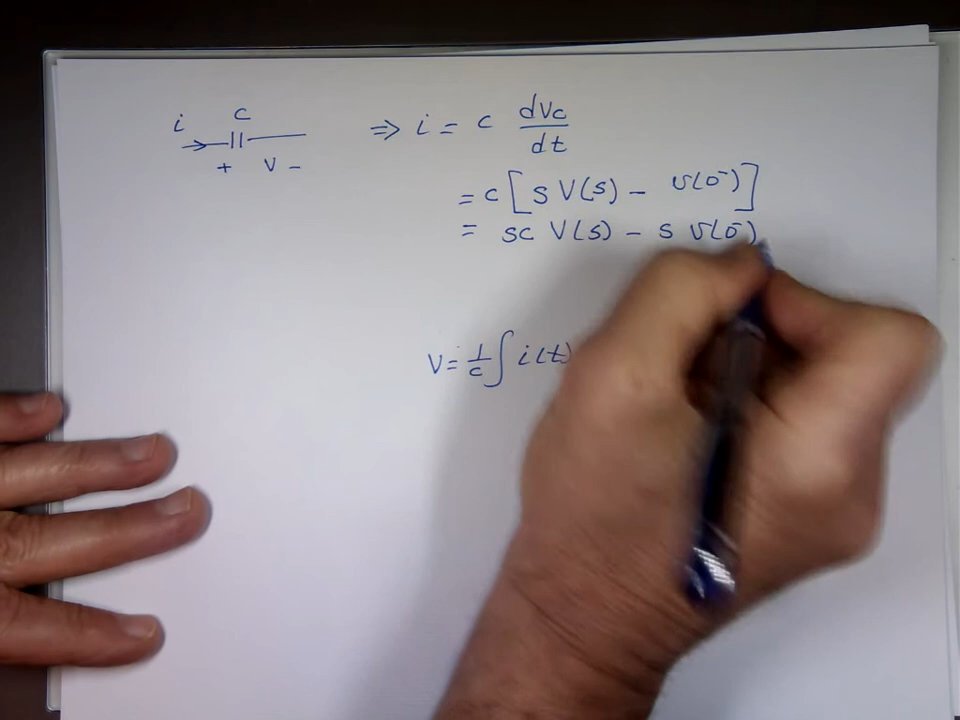 i C ⇒ i = C dVc/dt
+ V −
= C [ S V(s) − v(0⁻) ]
= SC V(s) − S v(0⁻)
V = 1/C ∫ i(t)